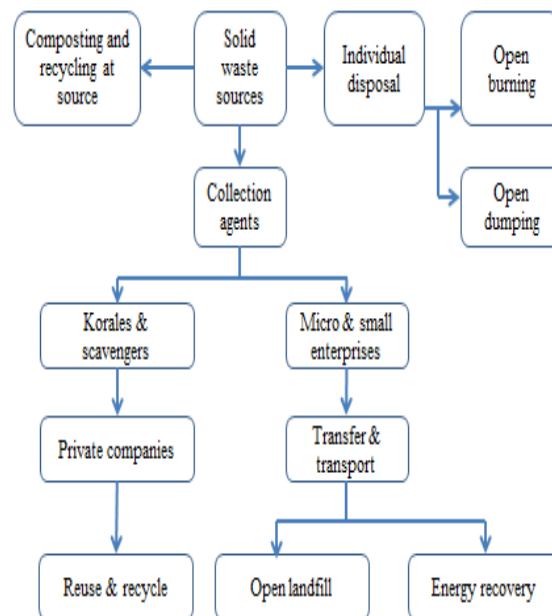 Composting and
recycling at
source
Solid
waste
sources
Individual
disposal
Open
burning
Collection
agents
Open
dumping
Korales &
scavengers
Micro & small
enterprises
Private companies
Transfer &
transport
Reuse & recycle
Open landfill
Energy recovery